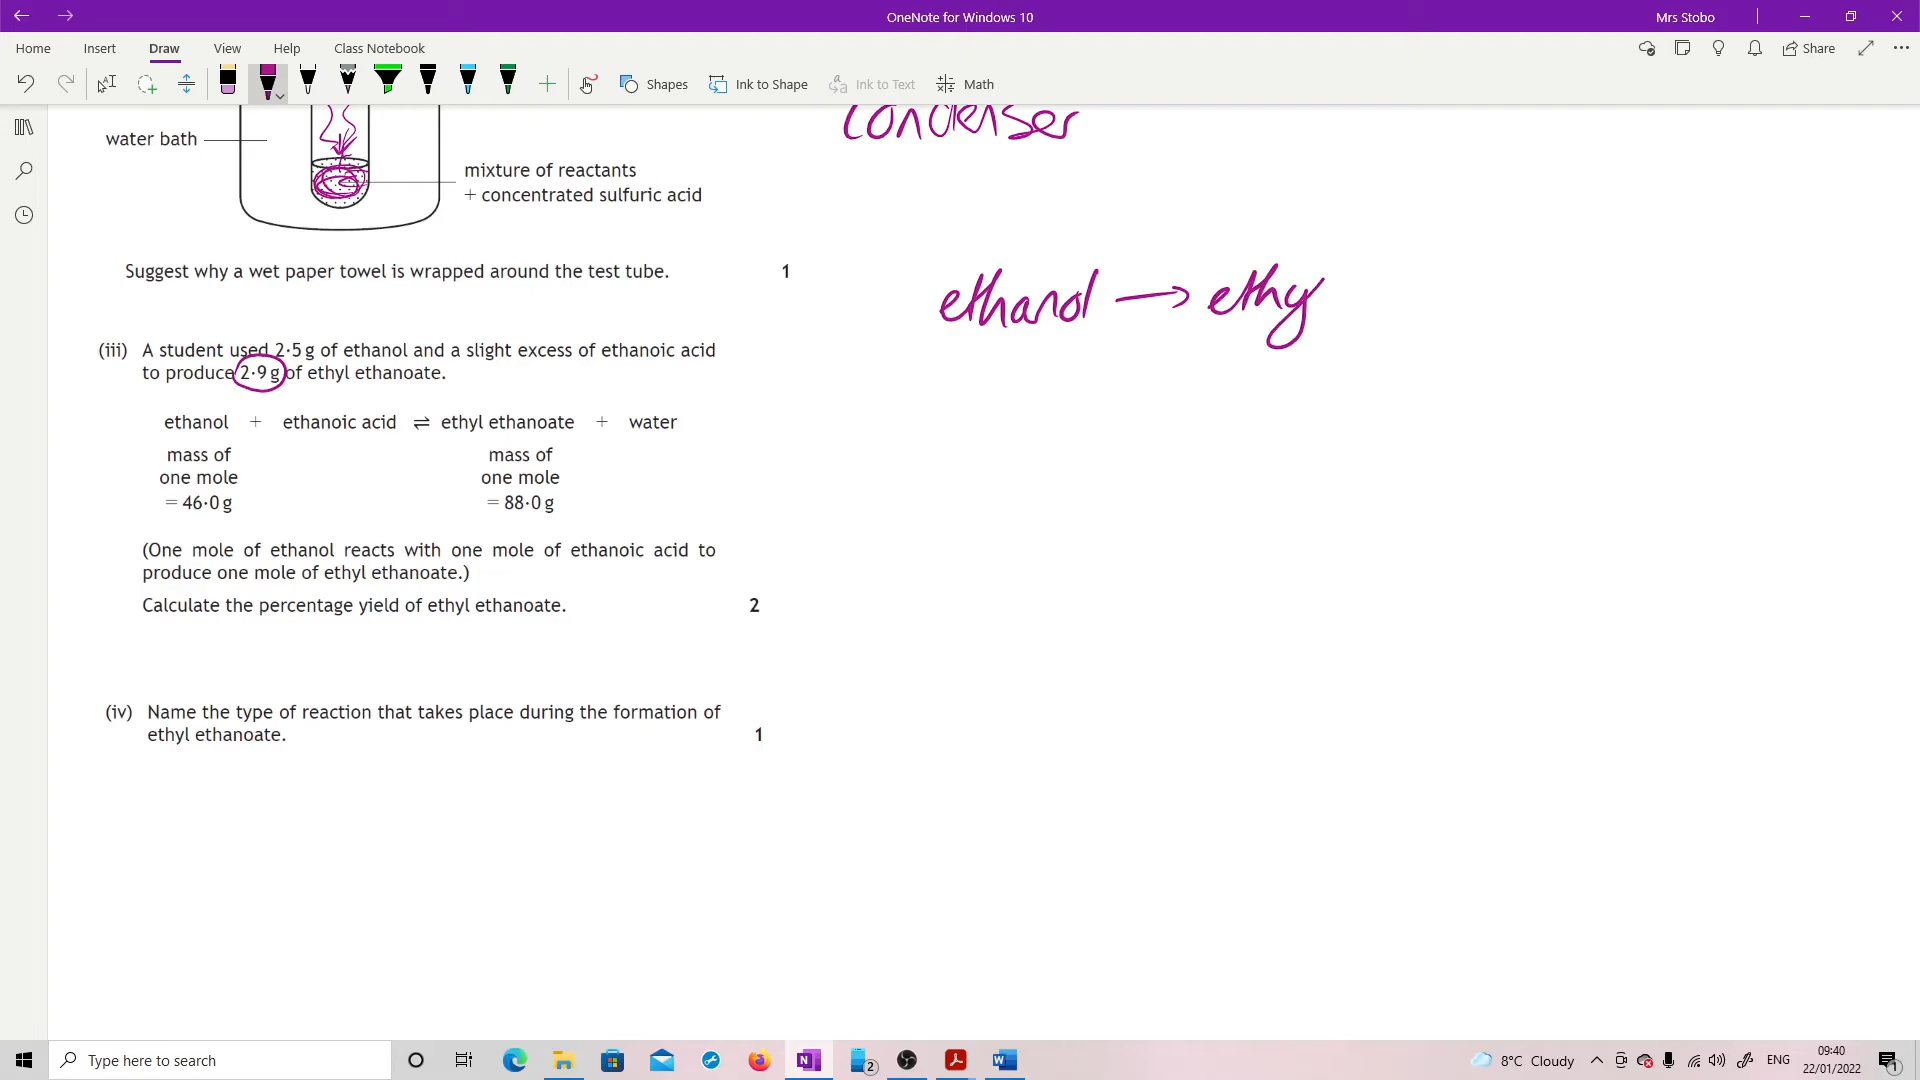 OneNote for Windows 10
Mrs Stobo
Home Insert Draw View Help Class Notebook
Share
Shapes Ink to Shape Ink to Text Math
condenser
water bath
mixture of reactants
+ concentrated sulfuric acid
Suggest why a wet paper towel is wrapped around the test tube. 1
ethanol → ethy
(iii) A student used 2·5 g of ethanol and a slight excess of ethanoic acid
to produce 2·9 g of ethyl ethanoate.
ethanol + ethanoic acid ⇌ ethyl ethanoate + water
mass of mass of
one mole one mole
= 46·0 g = 88·0 g
(One mole of ethanol reacts with one mole of ethanoic acid to
produce one mole of ethyl ethanoate.)
Calculate the percentage yield of ethyl ethanoate. 2
(iv) Name the type of reaction that takes place during the formation of
ethyl ethanoate. 1
Type here to search
8°C Cloudy
ENG
09:40
22/01/2022